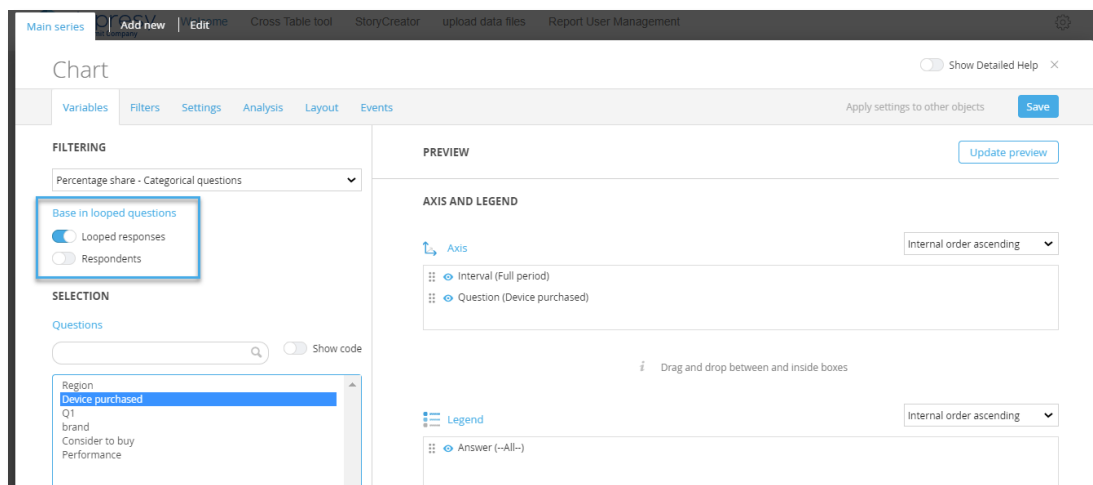 Main series Add new Edit Cross Table tool StoryCreator upload data files Report User Management
Chart
Show Detailed Help
Variables Filters Settings Analysis Layout Events Apply settings to other objects Save
FILTERING
Percentage share - Categorical questions
Base in looped questions
Looped responses
Respondents
SELECTION
Questions
Show code
Region
Device purchased
Q1
brand
Consider to buy
Performance
PREVIEW
Update preview
AXIS AND LEGEND
Axis
Internal order ascending
Interval (Full period)
Question (Device purchased)
i Drag and drop between and inside boxes
Legend
Internal order ascending
Answer (--All--)